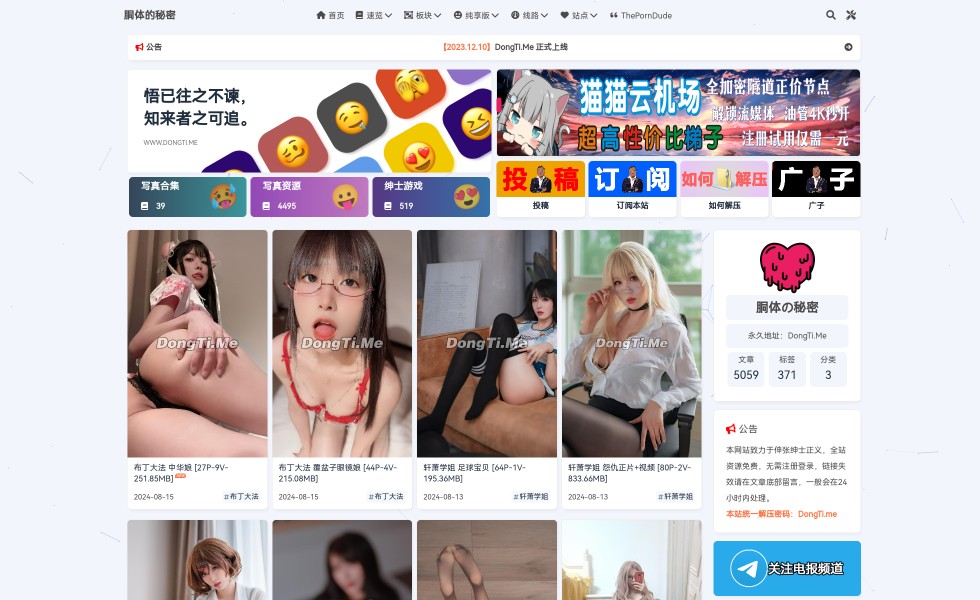 胴体的秘密
首页 速览 板块 纯享版 线路 站点 ThePornDude
公告
【2023.12.10】DongTi.Me 正式上线
悟已往之不谏,
知来者之可追。
WWW.DONGTI.ME
猫猫云机场
全加密隧道正价节点
解锁流媒体 油管4K秒开
超高性价比梯子
注册试用仅需一元
写真合集
39
写真资源
4495
绅士游戏
519
投稿
订阅
如何解压
广子
投稿
订阅本站
如何解压
广子
DongTi.Me
DongTi.Me
DongTi.Me
DongTi.Me
布丁大法 中华娘 [27P-9V-
251.85MB]
2024-08-15
#布丁大法
布丁大法 覆盆子眼镜娘 [44P-4V-
215.08MB]
2024-08-15
#布丁大法
轩萧学姐 足球宝贝 [64P-1V-
195.36MB]
2024-08-13
#轩萧学姐
轩萧学姐 怨仇正片+视频 [80P-2V-
833.66MB]
2024-08-13
#轩萧学姐
胴体の秘密
永久地址：DongTi.Me
文章
5059
标签
371
分类
3
公告
本网站致力于伸张绅士正义，全站
资源免费，无需注册登录，链接失
效请在文章底部留言，一般会在24
小时内处理。
本站统一解压密码：DongTi.me
关注电报频道